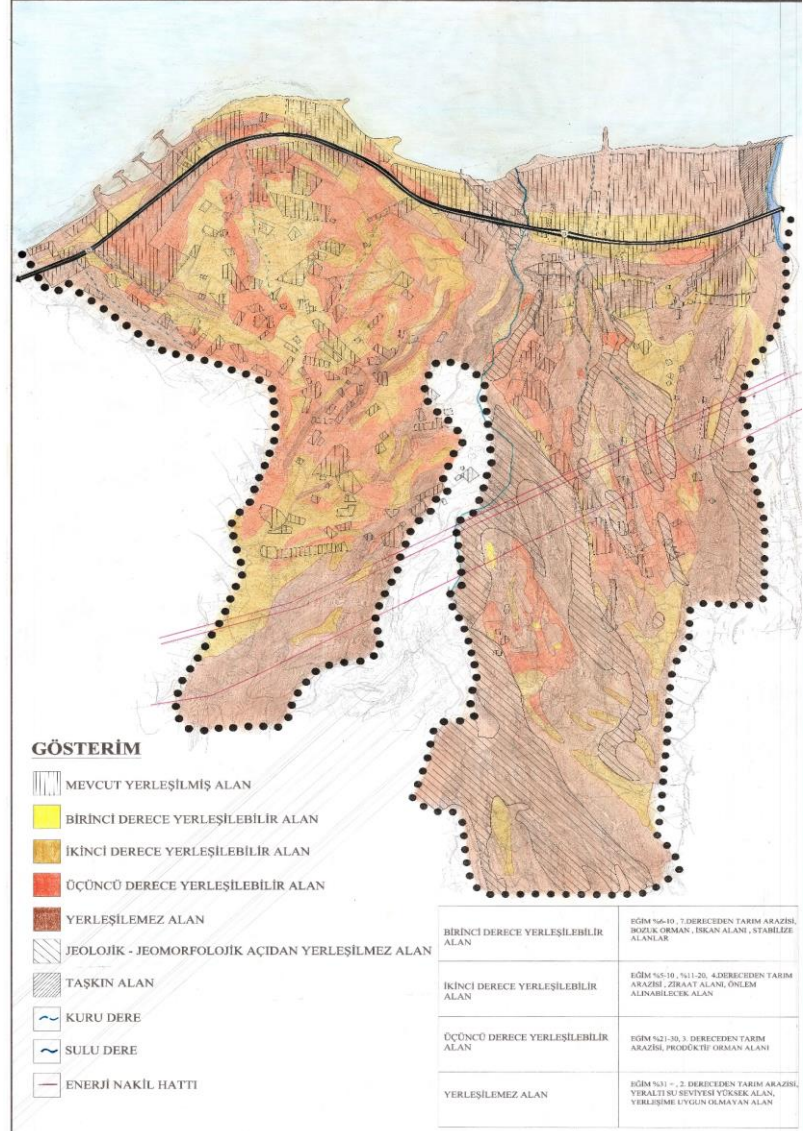 GÖSTERİM
MEVCUT YERLEŞİLMİŞ ALAN
BİRİNCİ DERECE YERLEŞİLEBİLİR ALAN
İKİNCİ DERECE YERLEŞİLEBİLİR ALAN
ÜÇÜNCÜ DERECE YERLEŞİLEBİLİR ALAN
YERLEŞİLEMEZ ALAN
JEOLOJİK - JEOMORFOLOJİK AÇIDAN YERLEŞİLMEZ ALAN
TAŞKIN ALAN
KURU DERE
SULU DERE
ENERJİ NAKİL HATTI
BİRİNCİ DERECE YERLEŞİLEBİLİR
ALAN
EĞİM %6-10 , 7.DERECEDEN TARIM ARAZİSİ,
BOZUK ORMAN , İSKAN ALANI , STABİLİZE
ALANLAR
İKİNCİ DERECE YERLEŞİLEBİLİR
ALAN
EĞİM %5-10 , %11-20, 4.DERECEDEN TARIM
ARAZİSİ , ZİRAAT ALANI, ÖNLEM
ALINABİLECEK ALAN
ÜÇÜNCÜ DERECE YERLEŞİLEBİLİR
ALAN
EĞİM %21-30, 3. DERECEDEN TARIM
ARAZİSİ, PRODÜKTİF ORMAN ALANI
YERLEŞİLEMEZ ALAN
EĞİM %31 + , 2. DERECEDEN TARIM ARAZİSİ,
YERALTI SU SEVİYESİ YÜKSEK ALAN,
YERLEŞİME UYGUN OLMAYAN ALAN